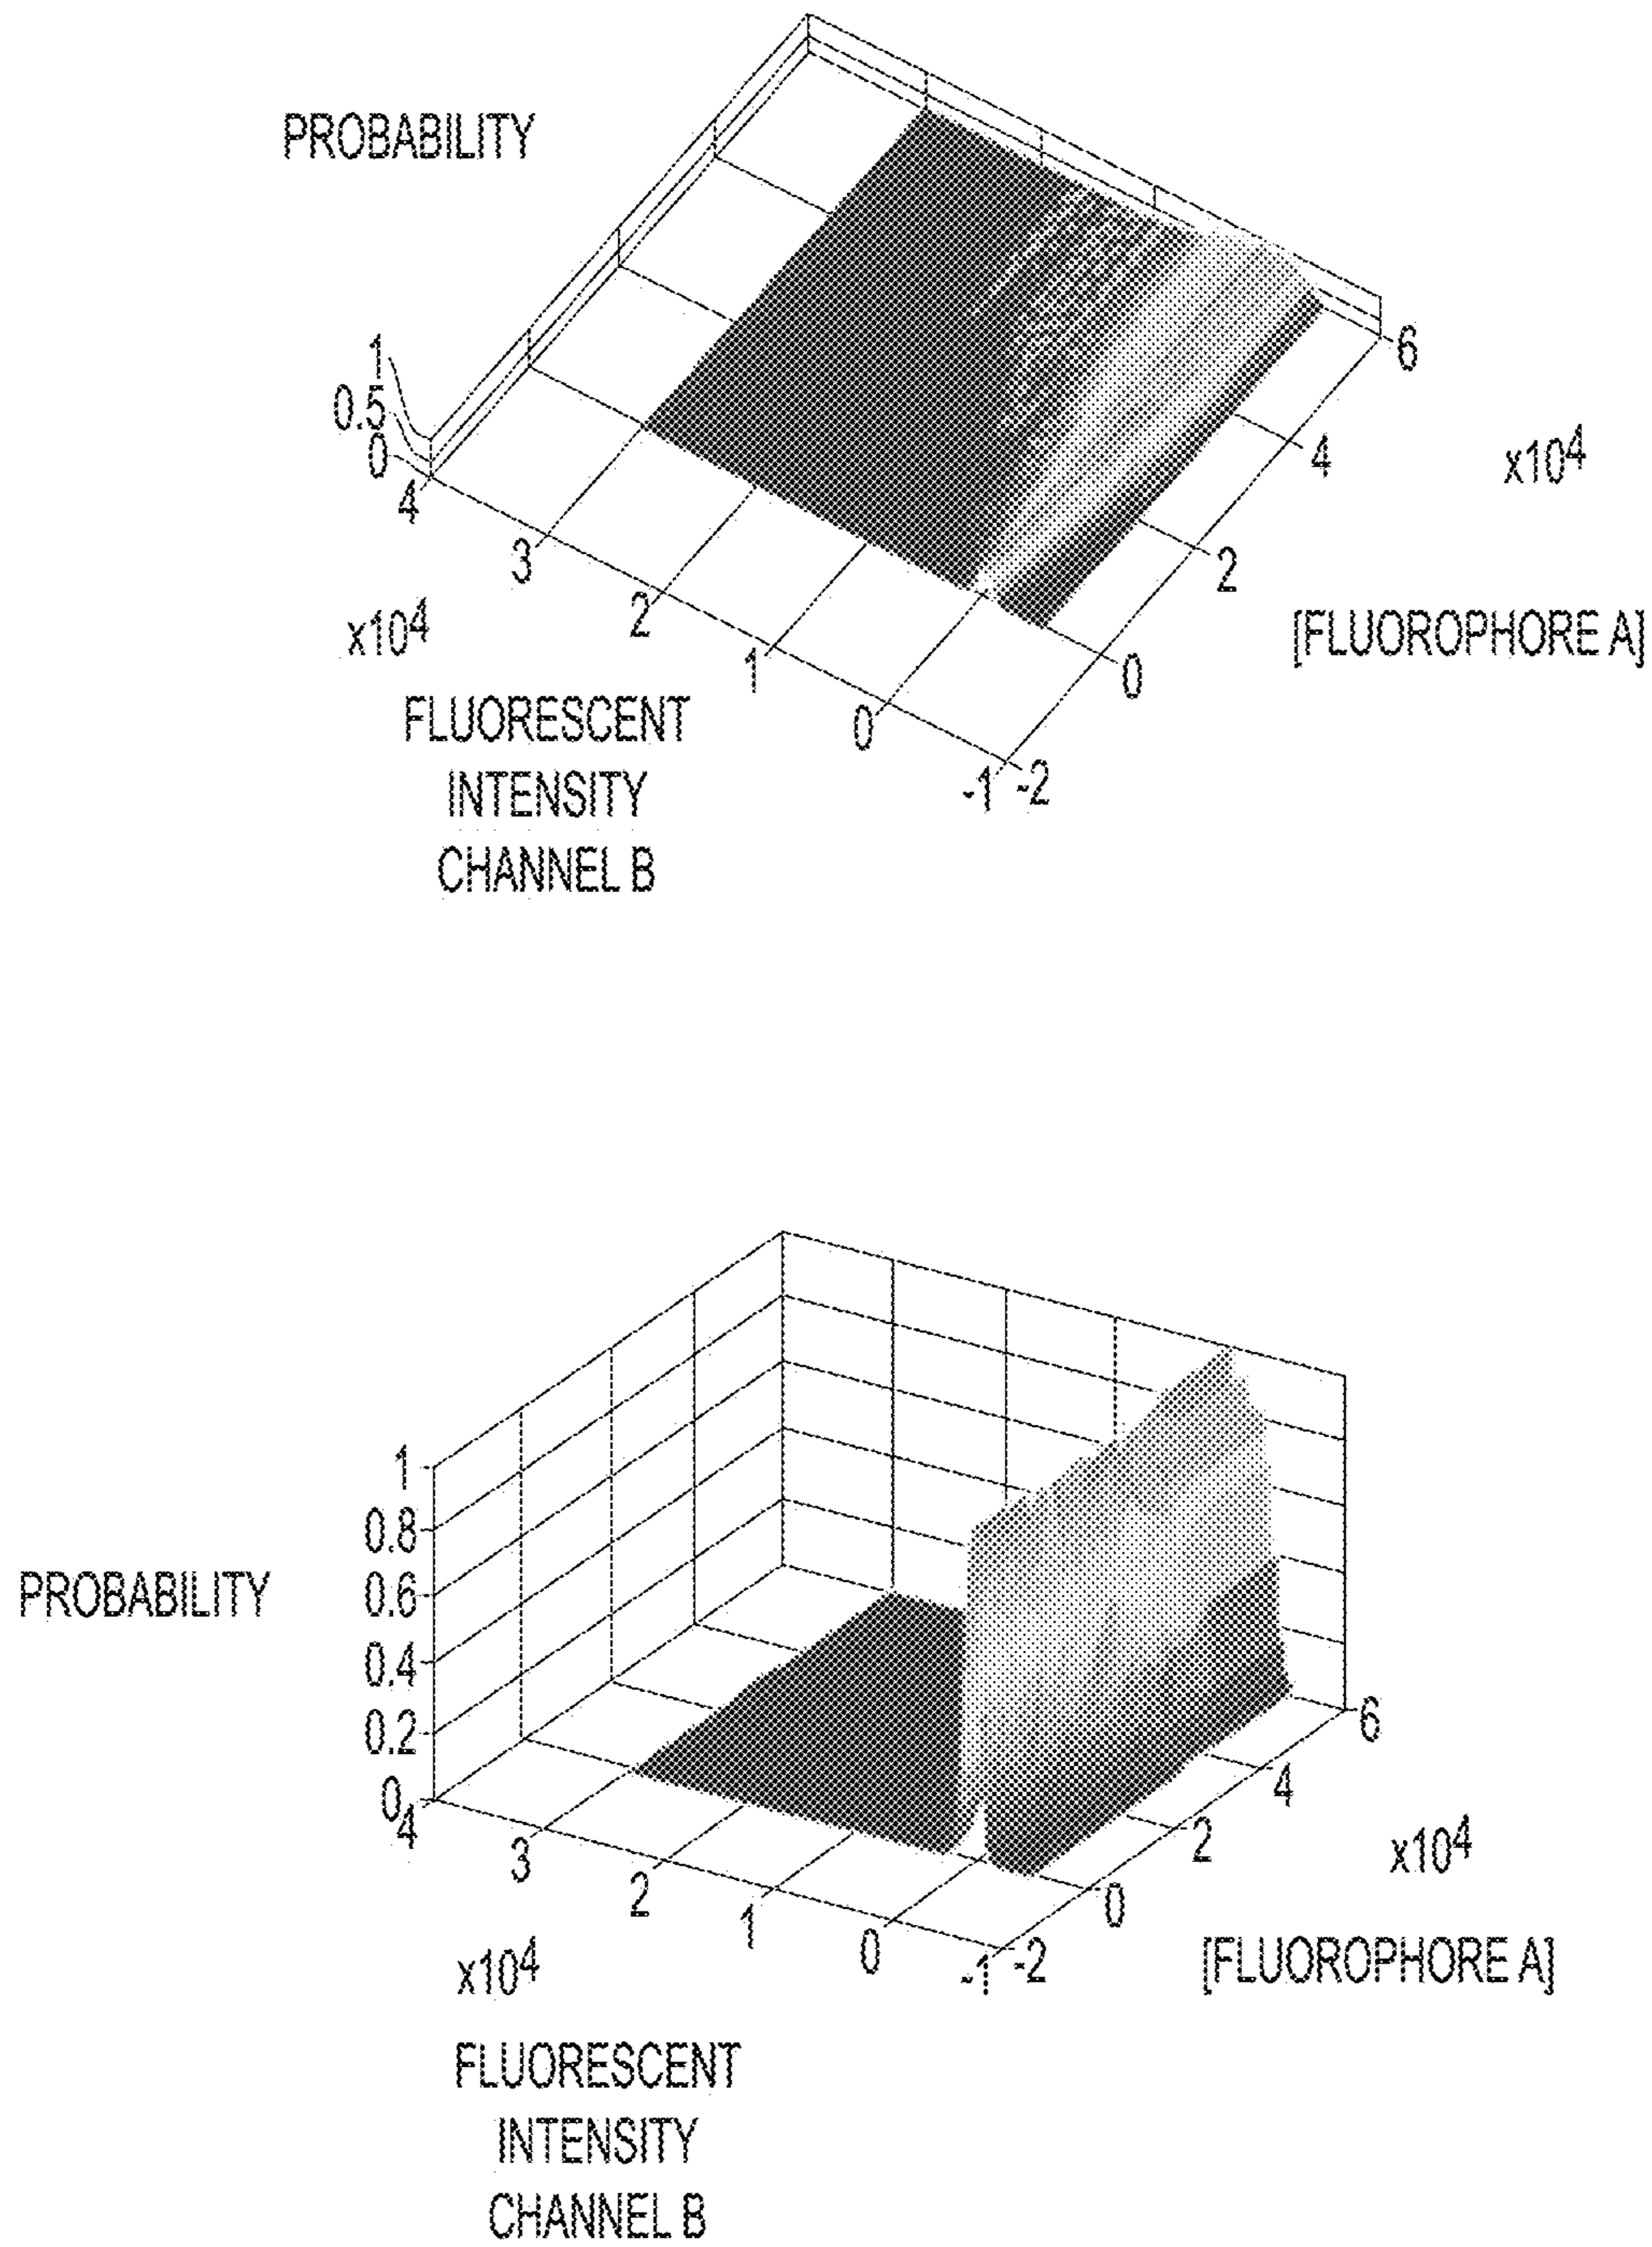 PROBABILITY
1
0.5
0
4
3
2
1
0
-1
-2
0
2
4
6
x10⁴
x10⁴
[FLUOROPHORE A]
FLUORESCENT
INTENSITY
CHANNEL B
PROBABILITY
1
0.8
0.6
0.4
0.2
0
4
3
2
1
0
-1
-2
0
2
4
6
x10⁴
x10⁴
[FLUOROPHORE A]
FLUORESCENT
INTENSITY
CHANNEL B